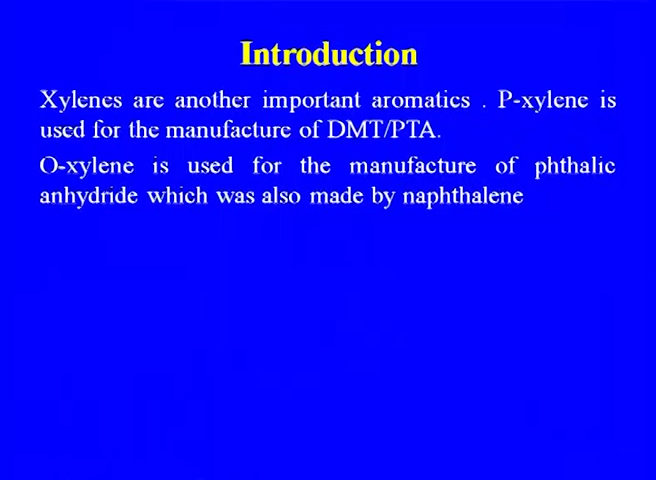 Introduction
Xylenes are another important aromatics . P-xylene is
used for the manufacture of DMT/PTA.
O-xylene is used for the manufacture of phthalic
anhydride which was also made by naphthalene